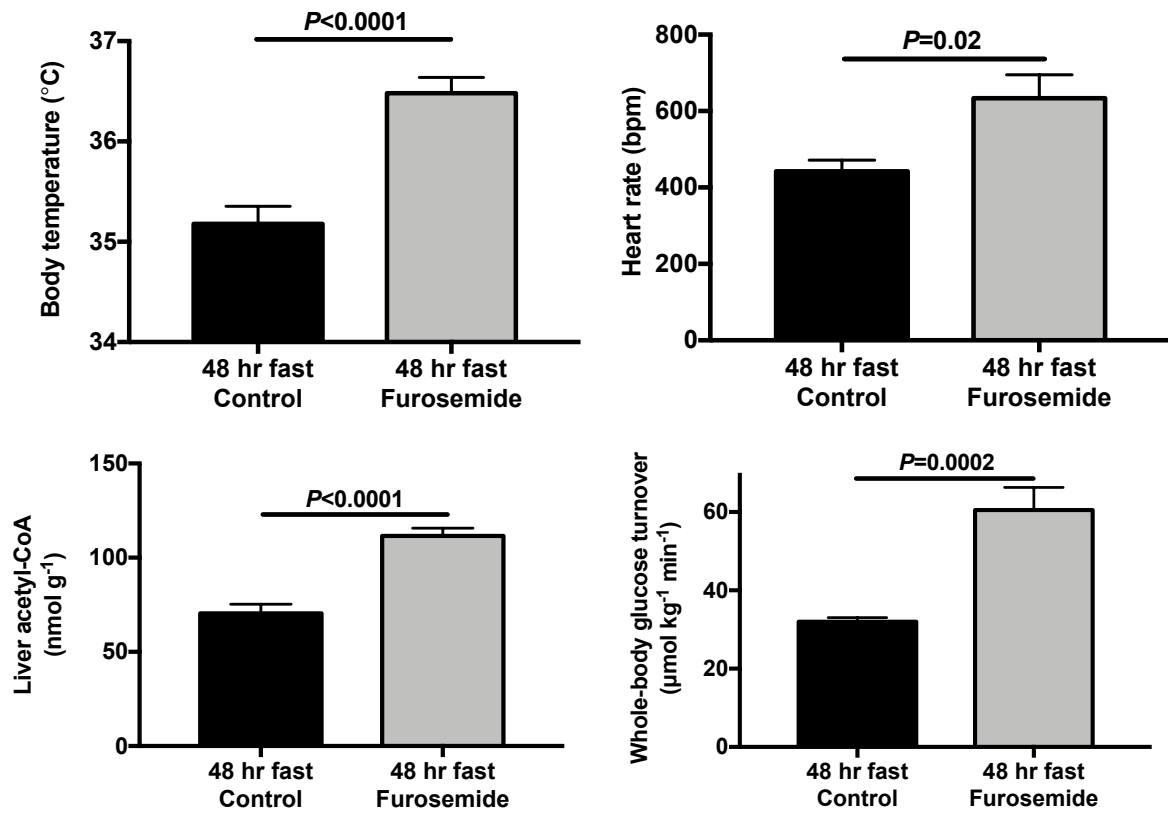 P<0.0001
Body temperature (°C)
37
36
35
34
48 hr fast
Control
48 hr fast
Furosemide
P=0.02
Heart rate (bpm)
800
600
400
200
0
48 hr fast
Control
48 hr fast
Furosemide
P<0.0001
Liver acetyl-CoA
(nmol g⁻¹)
150
100
50
0
48 hr fast
Control
48 hr fast
Furosemide
P=0.0002
Whole-body glucose turnover
(μmol kg⁻¹ min⁻¹)
60
40
20
0
48 hr fast
Control
48 hr fast
Furosemide